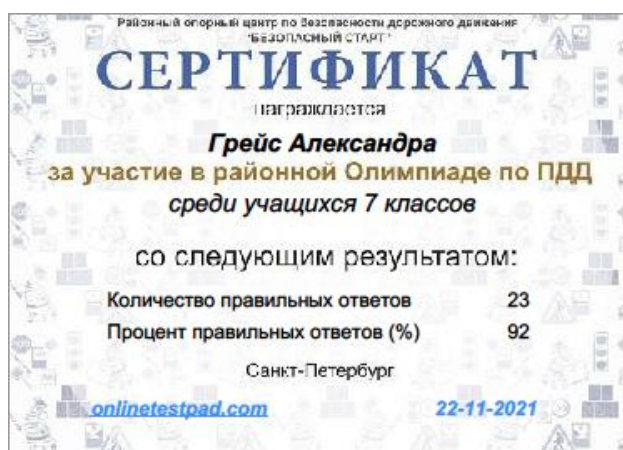 Районный опорный центр по безопасности дорожного движения
"БЕЗОПАСНЫЙ СТАРТ"
СЕРТИФИКАТ
награждается
Грейс Александра
за участие в районной Олимпиаде по ПДД
среди учащихся 7 классов
со следующим результатом:
Количество правильных ответов 23
Процент правильных ответов (%) 92
Санкт-Петербург
onlinetestpad.com 22-11-2021